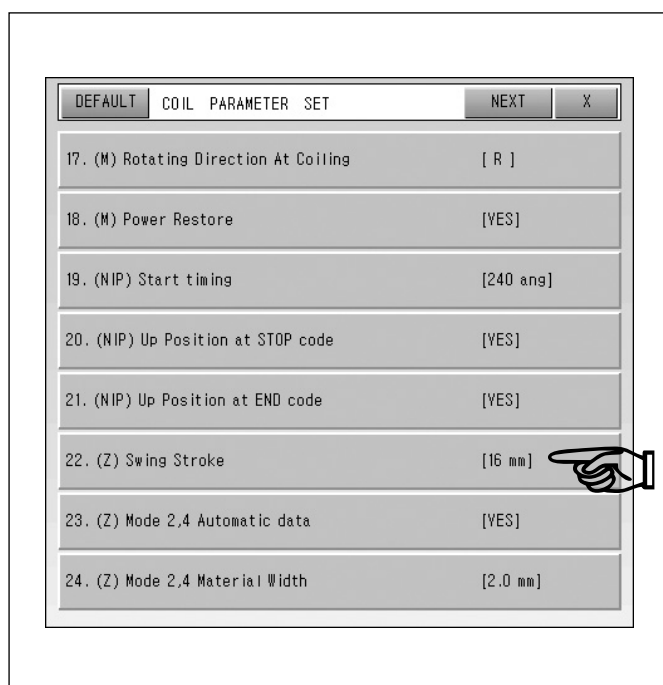 DEFAULT COIL PARAMETER SET NEXT X
17. (M) Rotating Direction At Coiling [ R ]
18. (M) Power Restore [YES]
19. (NIP) Start timing [240 ang]
20. (NIP) Up Position at STOP code [YES]
21. (NIP) Up Position at END code [YES]
22. (Z) Swing Stroke [16 mm]
23. (Z) Mode 2,4 Automatic data [YES]
24. (Z) Mode 2,4 Material Width [2.0 mm]